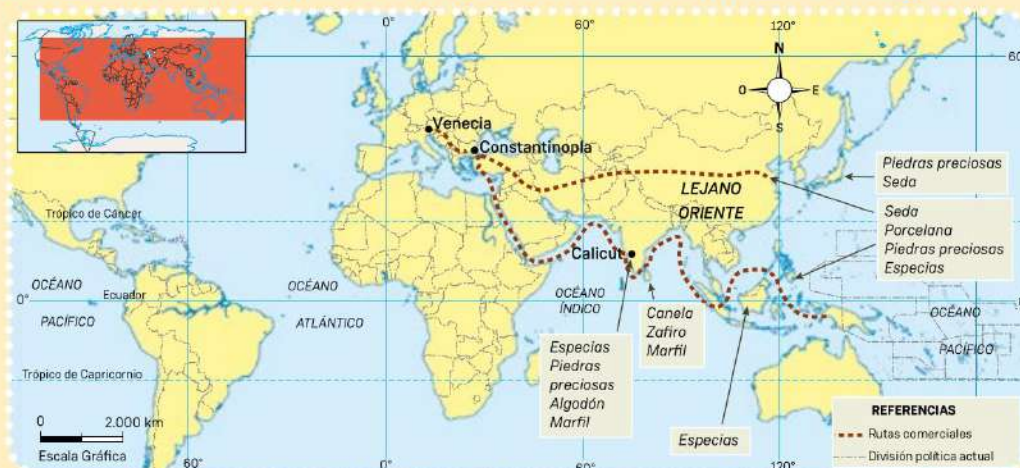 0°
60°
120°
60
N
O
E
S
Venecia
Constantinopla
LEJANO
ORIENTE
Piedras preciosas
Seda
Seda
Porcelana
Piedras preciosas
Especias
Trópico de Cáncer
Calicut
OCÉANO
PACÍFICO
Ecuador
0°
OCÉANO
ATLÁNTICO
OCÉANO
ÍNDICO
Canela
Zafiro
Marfil
OCÉANO
PACÍFICO
0°
Especias
Piedras
preciosas
Algodón
Marfil
Especias
Trópico de Capricornio
0
2.000 km
Escala Gráfica
60°
0°
60°
120°
REFERENCIAS
Rutas comerciales
División política actual